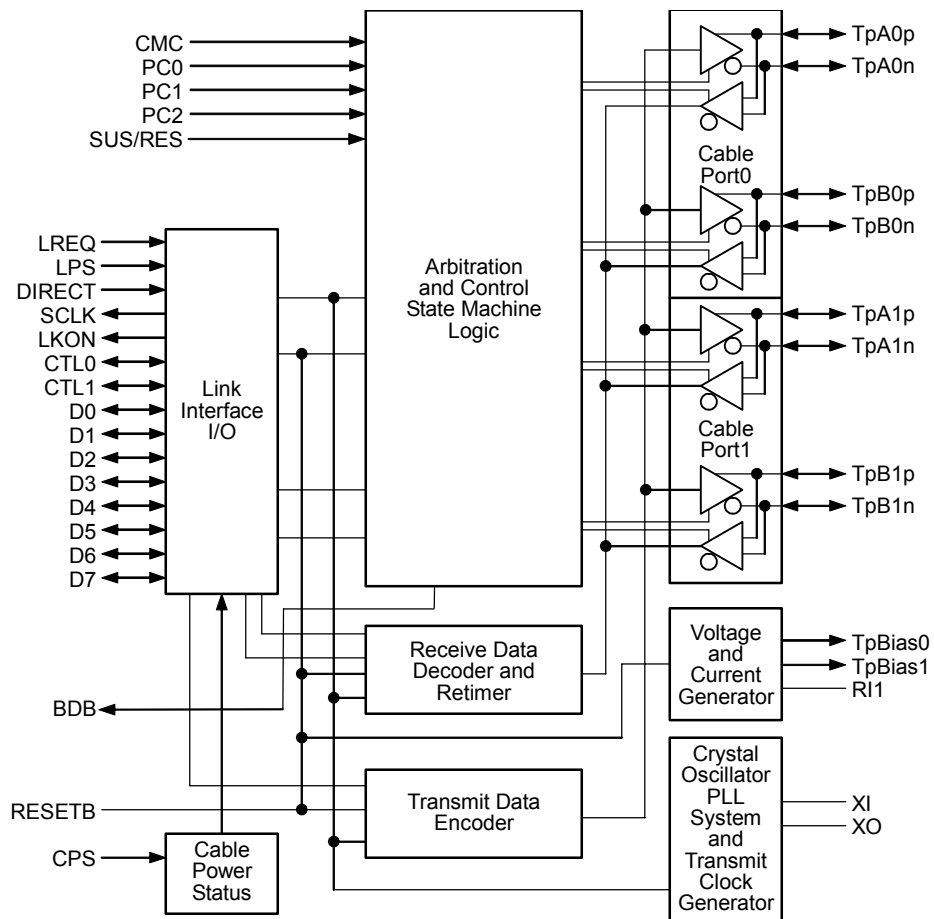 CMC
PC0
PC1
PC2
SUS/RES
LREQ
LPS
DIRECT
SCLK
LKON
CTL0
CTL1
D0
D1
D2
D3
D4
D5
D6
D7
BDB
RESETB
CPS
Link
Interface
I/O
Cable
Power
Status
Arbitration
and Control
State Machine
Logic
Receive Data
Decoder and
Retimer
Transmit Data
Encoder
Cable
Port0
Cable
Port1
Voltage
and
Current
Generator
Crystal
Oscillator
PLL
System
and
Transmit
Clock
Generator
TpA0p
TpA0n
TpB0p
TpB0n
TpA1p
TpA1n
TpB1p
TpB1n
TpBias0
TpBias1
RI1
XI
XO